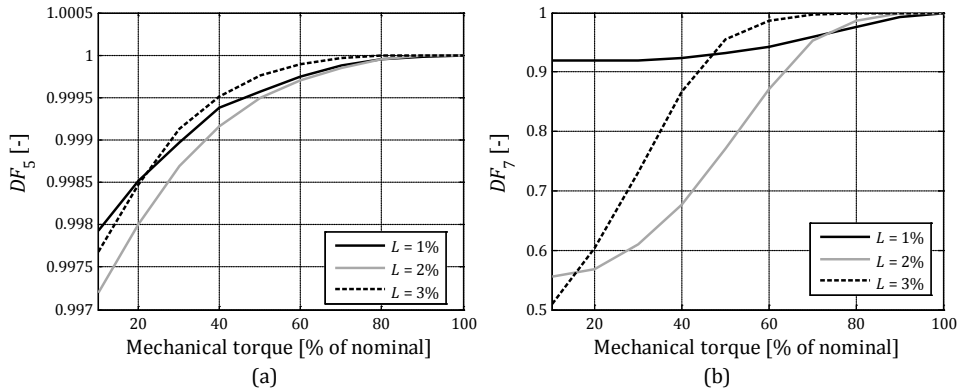 1.0005
1
0.9995
0.999
0.9985
0.998
0.9975
0.997
DF5 [-]
20 40 60 80 100
Mechanical torque [% of nominal]
L = 1%
L = 2%
L = 3%
(a)
1
0.9
0.8
0.7
0.6
0.5
DF7 [-]
20 40 60 80 100
Mechanical torque [% of nominal]
L = 1%
L = 2%
L = 3%
(b)